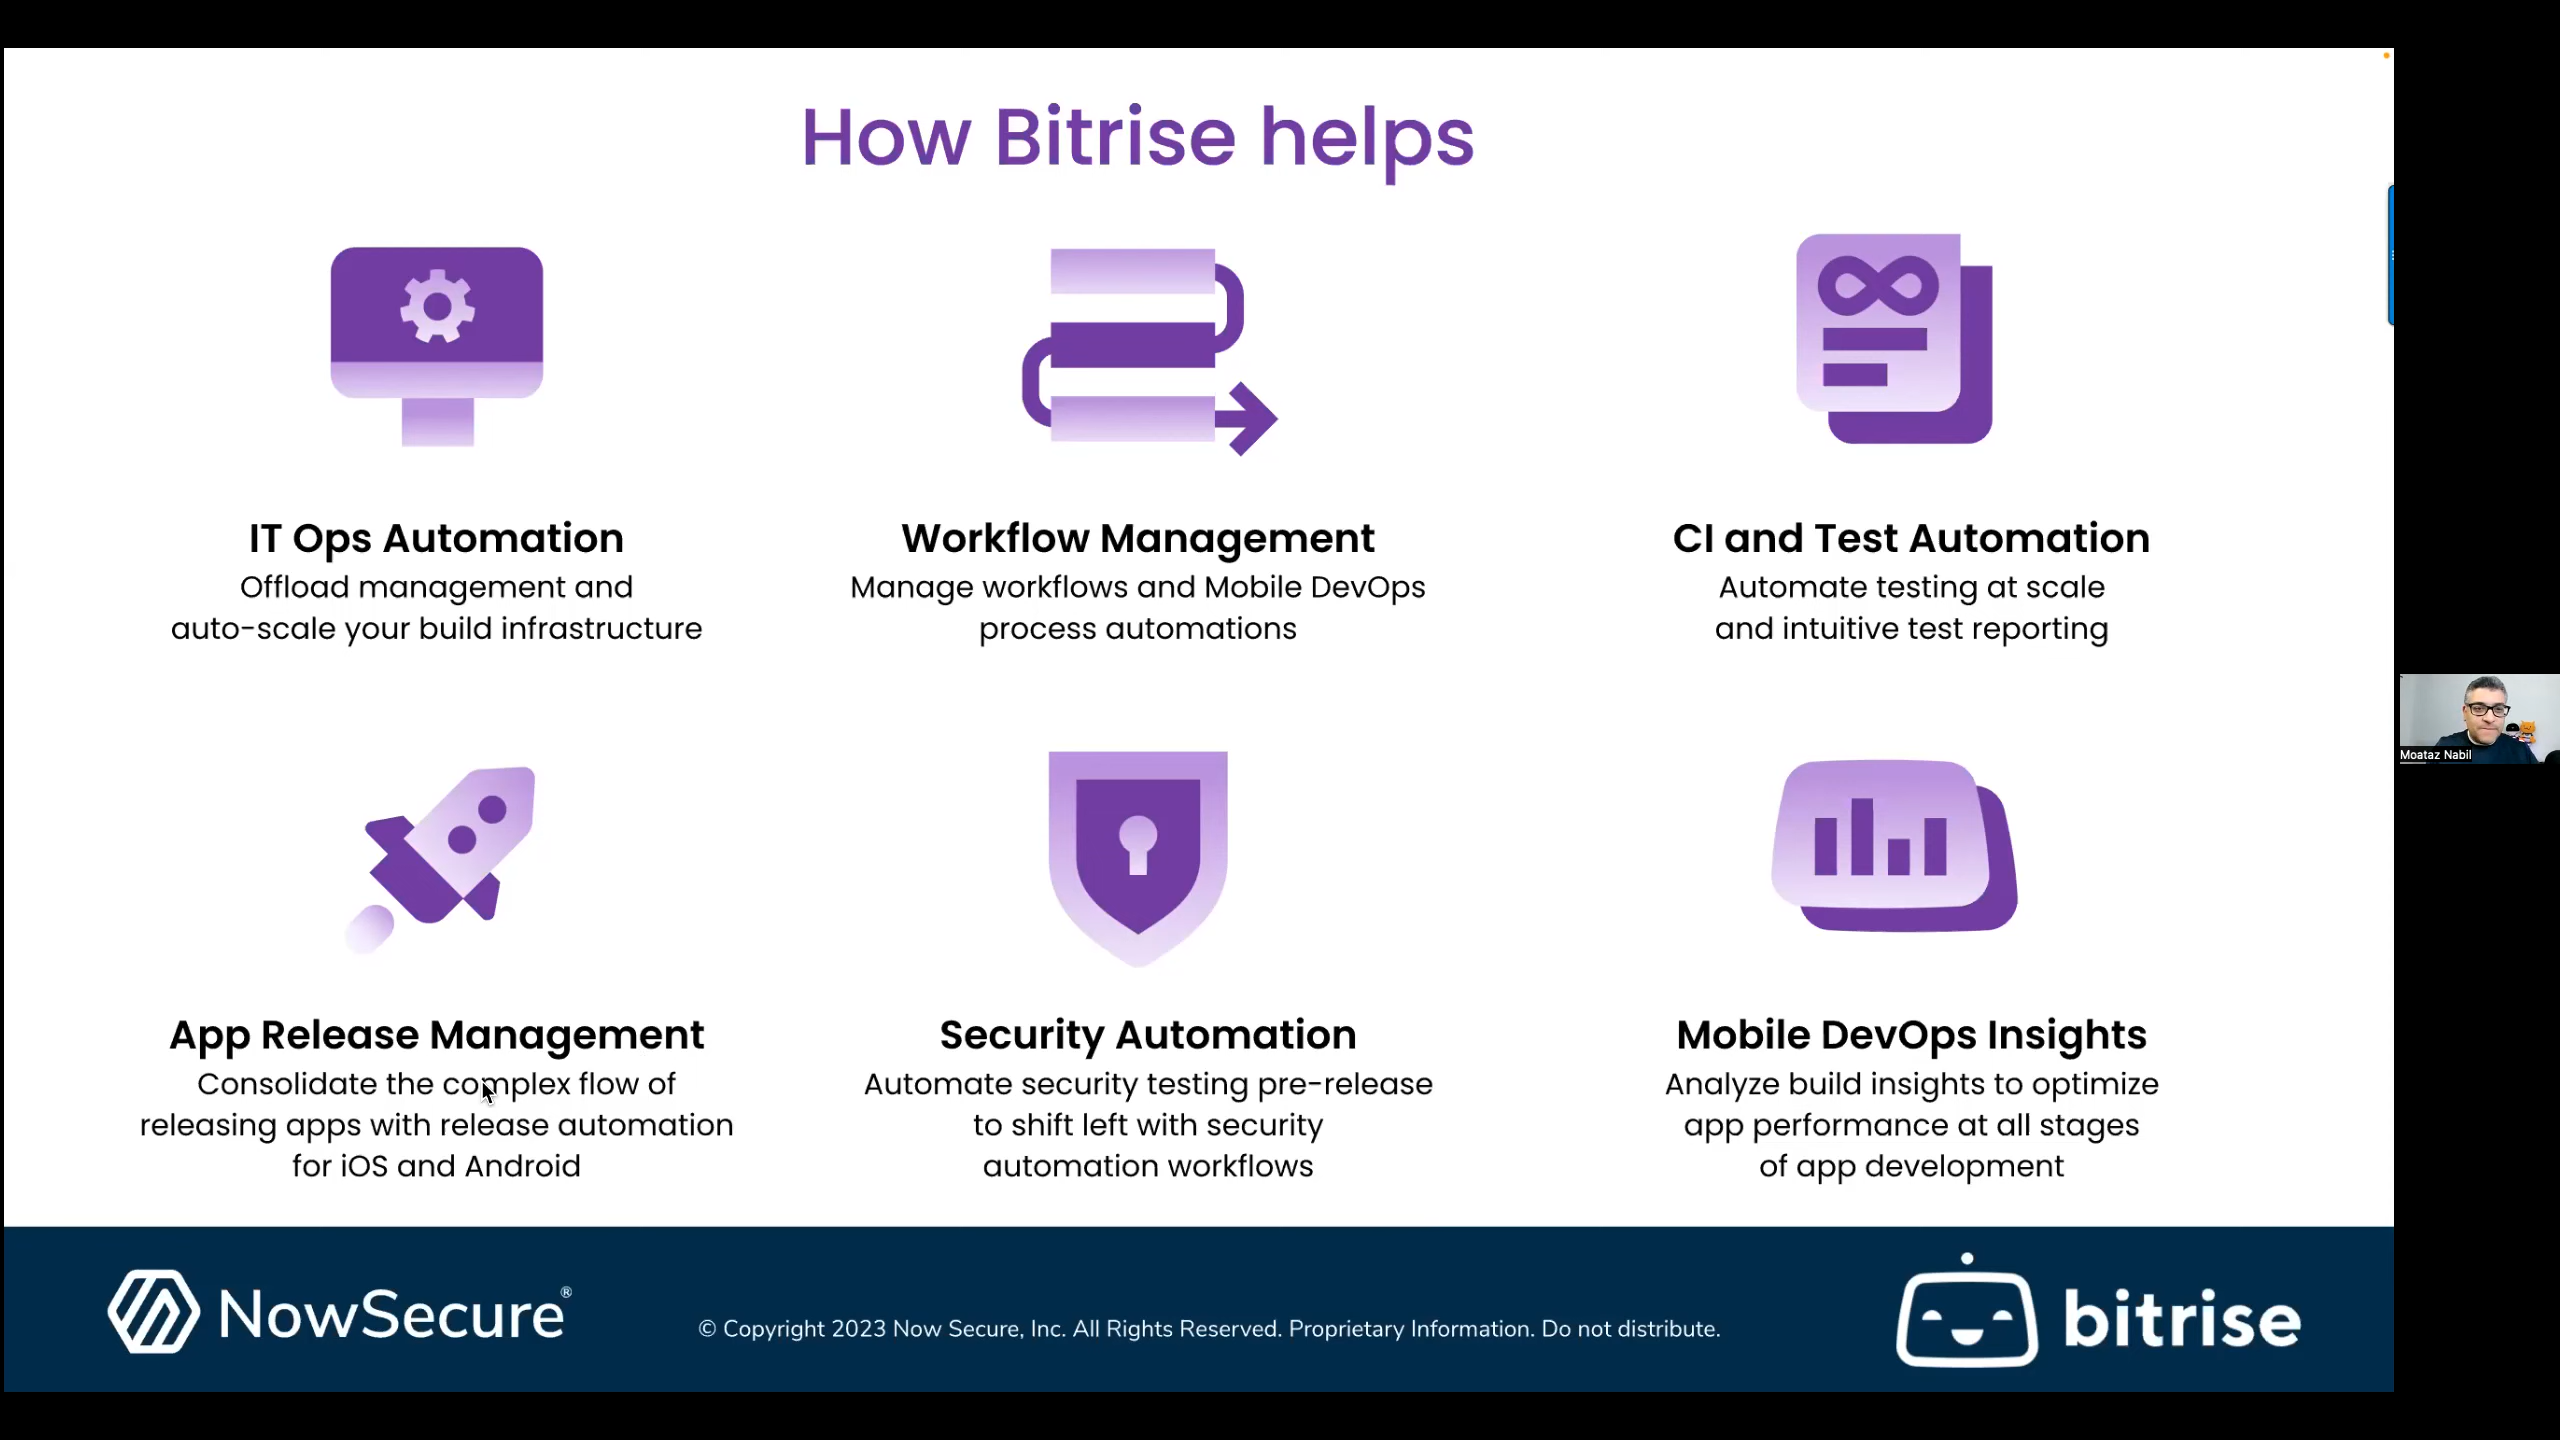 How Bitrise helps
IT Ops Automation
Offload management and
auto-scale your build infrastructure
Workflow Management
Manage workflows and Mobile DevOps
process automations
CI and Test Automation
Automate testing at scale
and intuitive test reporting
Moataz Nabil
App Release Management
Consolidate the complex flow of
releasing apps with release automation
for iOS and Android
Security Automation
Automate security testing pre-release
to shift left with security
automation workflows
Mobile DevOps Insights
Analyze build insights to optimize
app performance at all stages
of app development
NowSecure®
© Copyright 2023 Now Secure, Inc. All Rights Reserved. Proprietary Information. Do not distribute.
bitrise